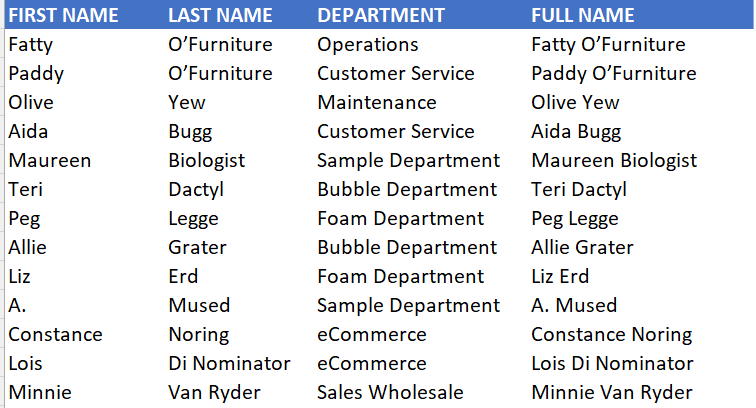 FIRST NAME LAST NAME DEPARTMENT FULL NAME
Fatty O’Furniture Operations Fatty O’Furniture
Paddy O’Furniture Customer Service Paddy O’Furniture
Olive Yew Maintenance Olive Yew
Aida Bugg Customer Service Aida Bugg
Maureen Biologist Sample Department Maureen Biologist
Teri Dactyl Bubble Department Teri Dactyl
Peg Legge Foam Department Peg Legge
Allie Grater Bubble Department Allie Grater
Liz Erd Foam Department Liz Erd
A. Mused Sample Department A. Mused
Constance Noring eCommerce Constance Noring
Lois Di Nominator eCommerce Lois Di Nominator
Minnie Van Ryder Sales Wholesale Minnie Van Ryder